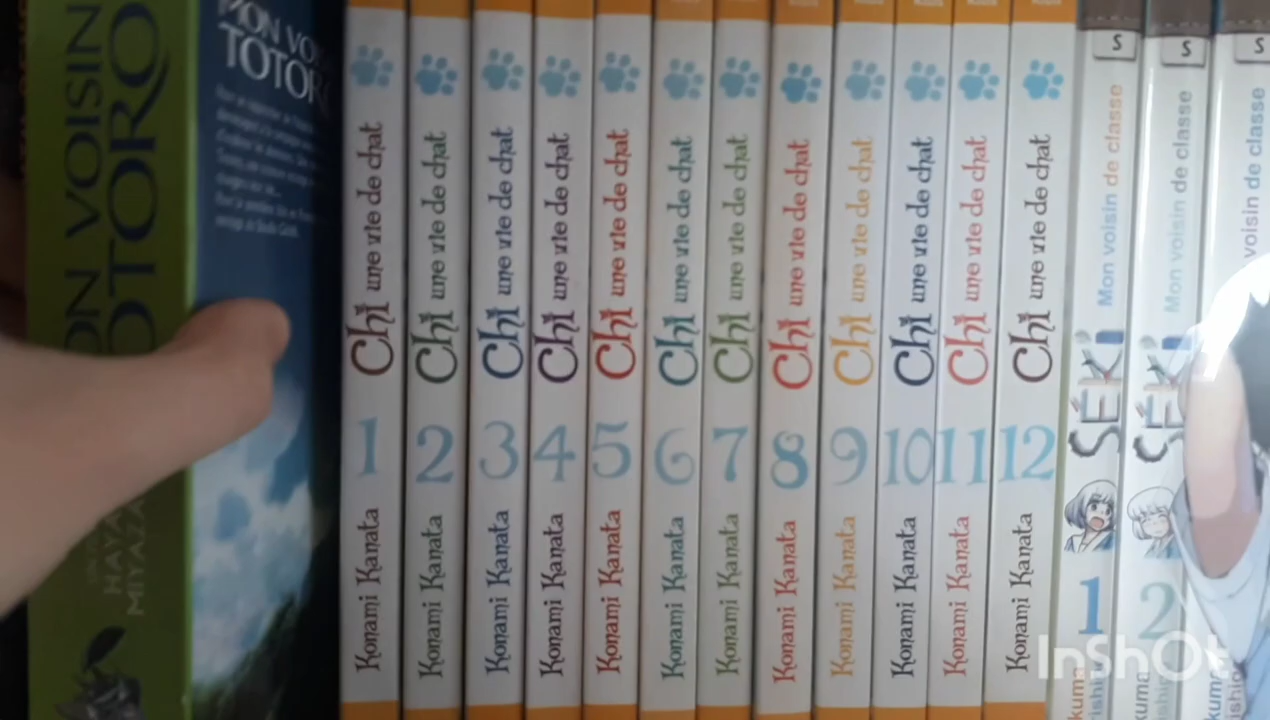 MON VOISIN
TOTORO
HAYAO
MIYAZAKI
MON VOISIN
TOTORO
Chi une vie de chat
1
Konami Kanata
Chi une vie de chat
2
Konami Kanata
Chi une vie de chat
3
Konami Kanata
Chi une vie de chat
4
Konami Kanata
Chi une vie de chat
5
Konami Kanata
Chi une vie de chat
6
Konami Kanata
Chi une vie de chat
7
Konami Kanata
Chi une vie de chat
8
Konami Kanata
Chi une vie de chat
9
Konami Kanata
Chi une vie de chat
10
Konami Kanata
Chi une vie de chat
11
Konami Kanata
Chi une vie de chat
12
Konami Kanata
S
SÉKI Mon voisin de classe
1
S
SÉKI Mon voisin de classe
2
S
voisin de classe
InShOt